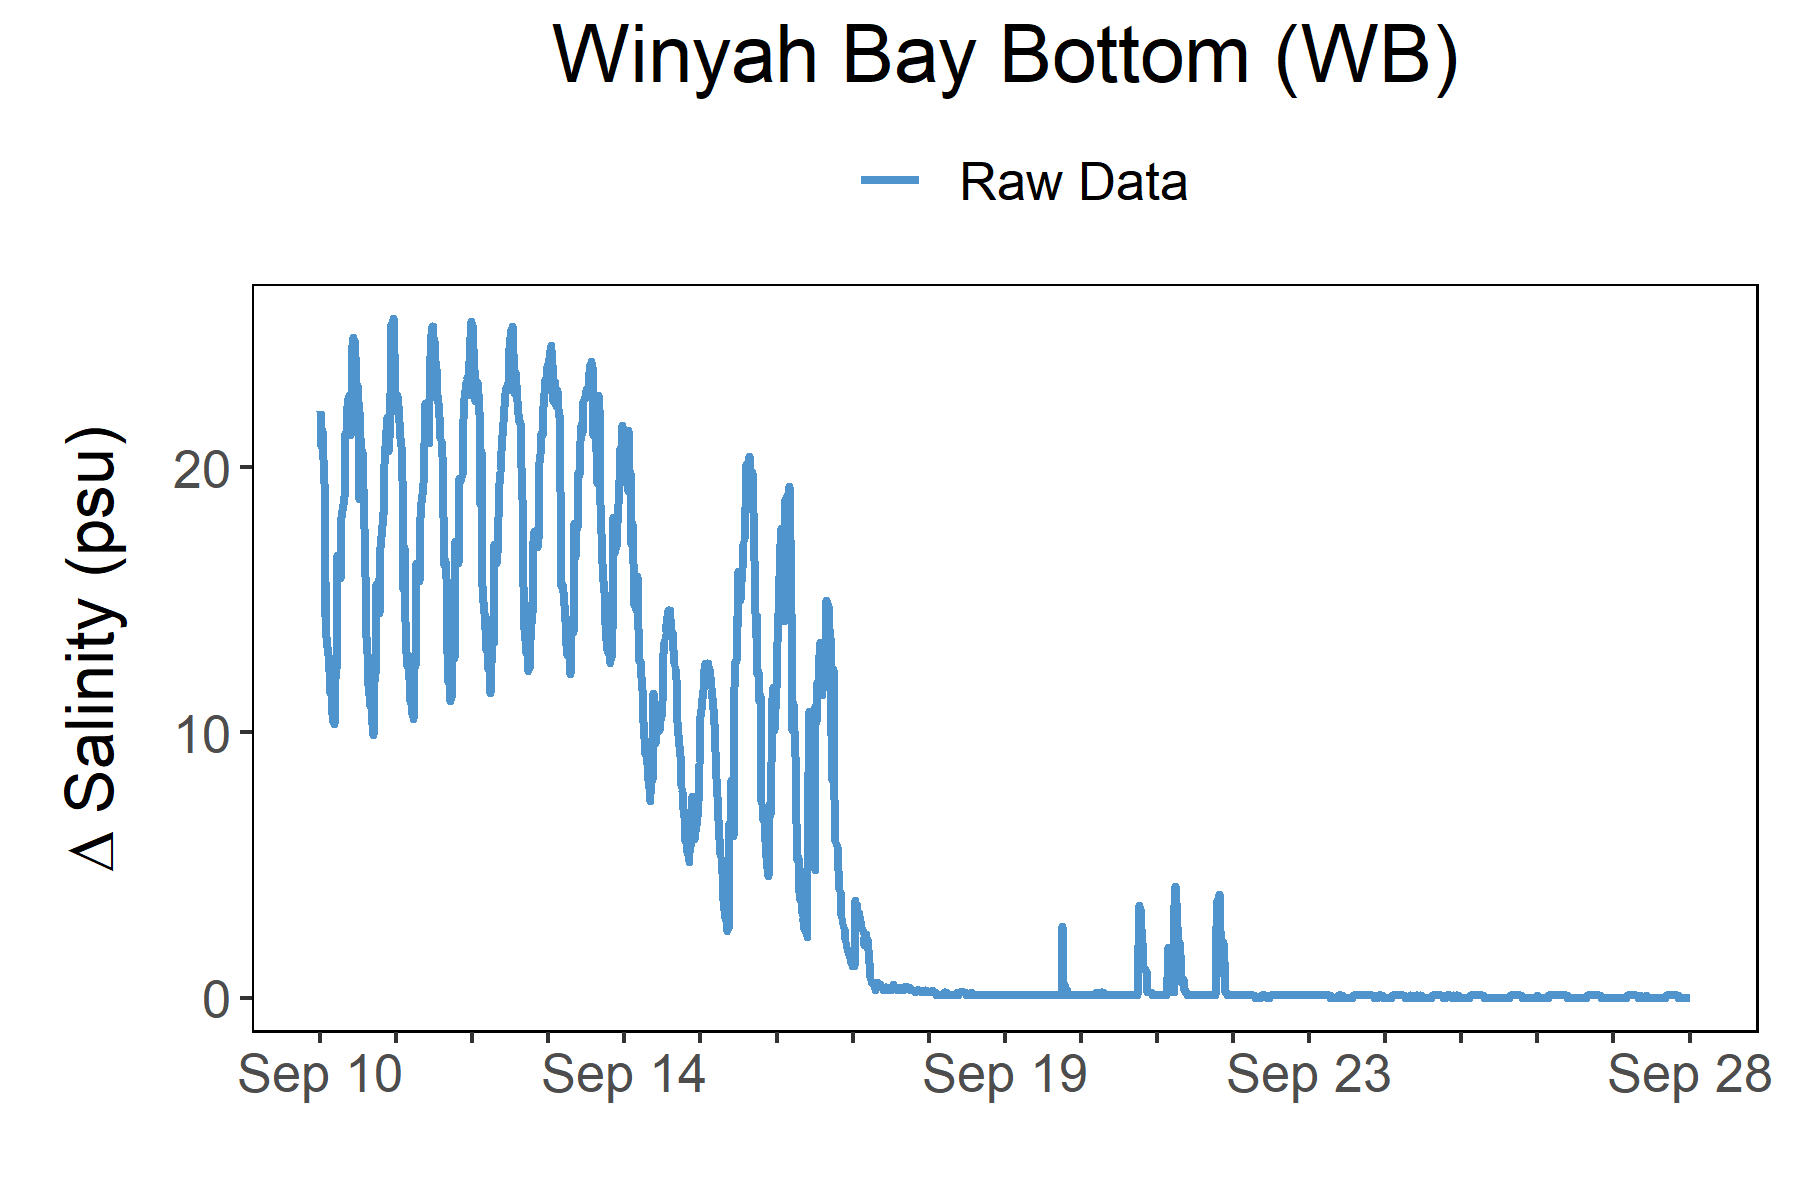 Winyah Bay Bottom (WB)
Raw Data
Δ Salinity (psu)
20
10
0
Sep 10 Sep 14 Sep 19 Sep 23 Sep 28